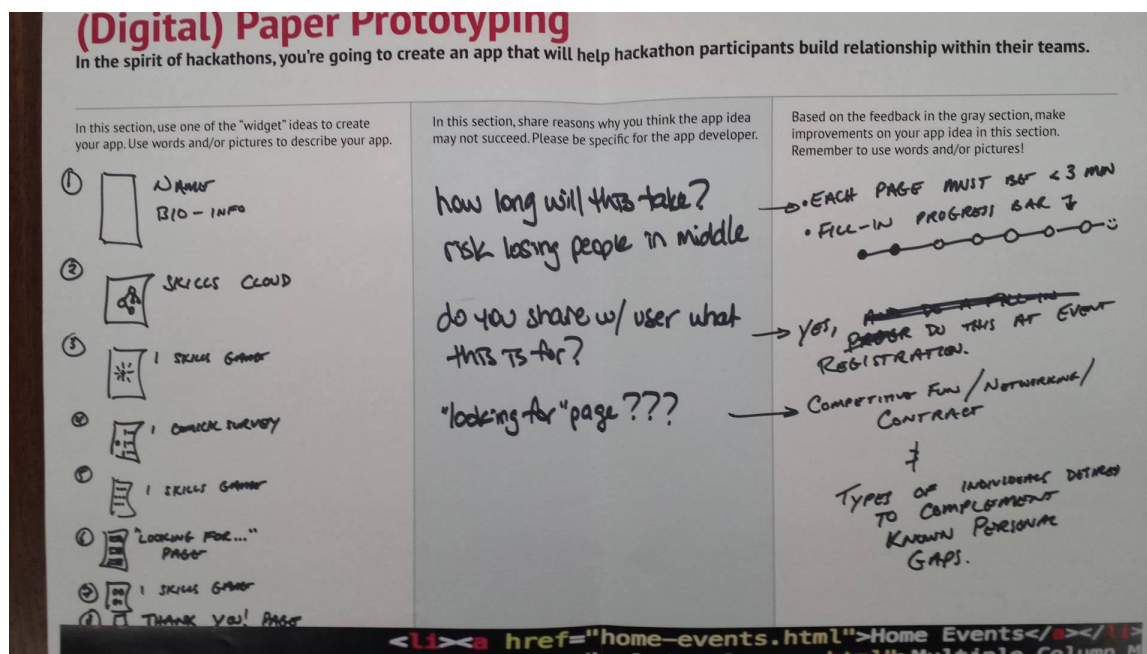 (Digital) Paper Prototyping
In the spirit of hackathons, you're going to create an app that will help hackathon participants build relationship within their teams.
In this section, use one of the "widget" ideas to create
your app. Use words and/or pictures to describe your app.
1 NAME
BIO-INFO
2 SKILLS CLOUD
3 1 SKILLS GAME
4 1 COMICAL SURVEY
5 1 SKILLS GAME
6 "LOOKING FOR..."
PAGE
7 1 SKILLS GAME
8 THANK YOU! PAGE
In this section, share reasons why you think the app idea
may not succeed. Please be specific for the app developer.
how long will this take?
risk losing people in middle
do you share w/ user what
this is for?
"looking for" page ???
Based on the feedback in the gray section, make
improvements on your app idea in this section.
Remember to use words and/or pictures!
• EACH PAGE MUST BE < 3 MIN
• FILL-IN PROGRESS BAR ↓
YES,
DO THIS AT EVENT
REGISTRATION.
COMPETITIVE FUN/NETWORKING/
CONTRACT
&
TYPES OF INDIVIDUALS DESIRED
TO COMPLEMENT
KNOWN PERSONAL
GAPS.
<li><a href="home-events.html">Home Events</a></li>